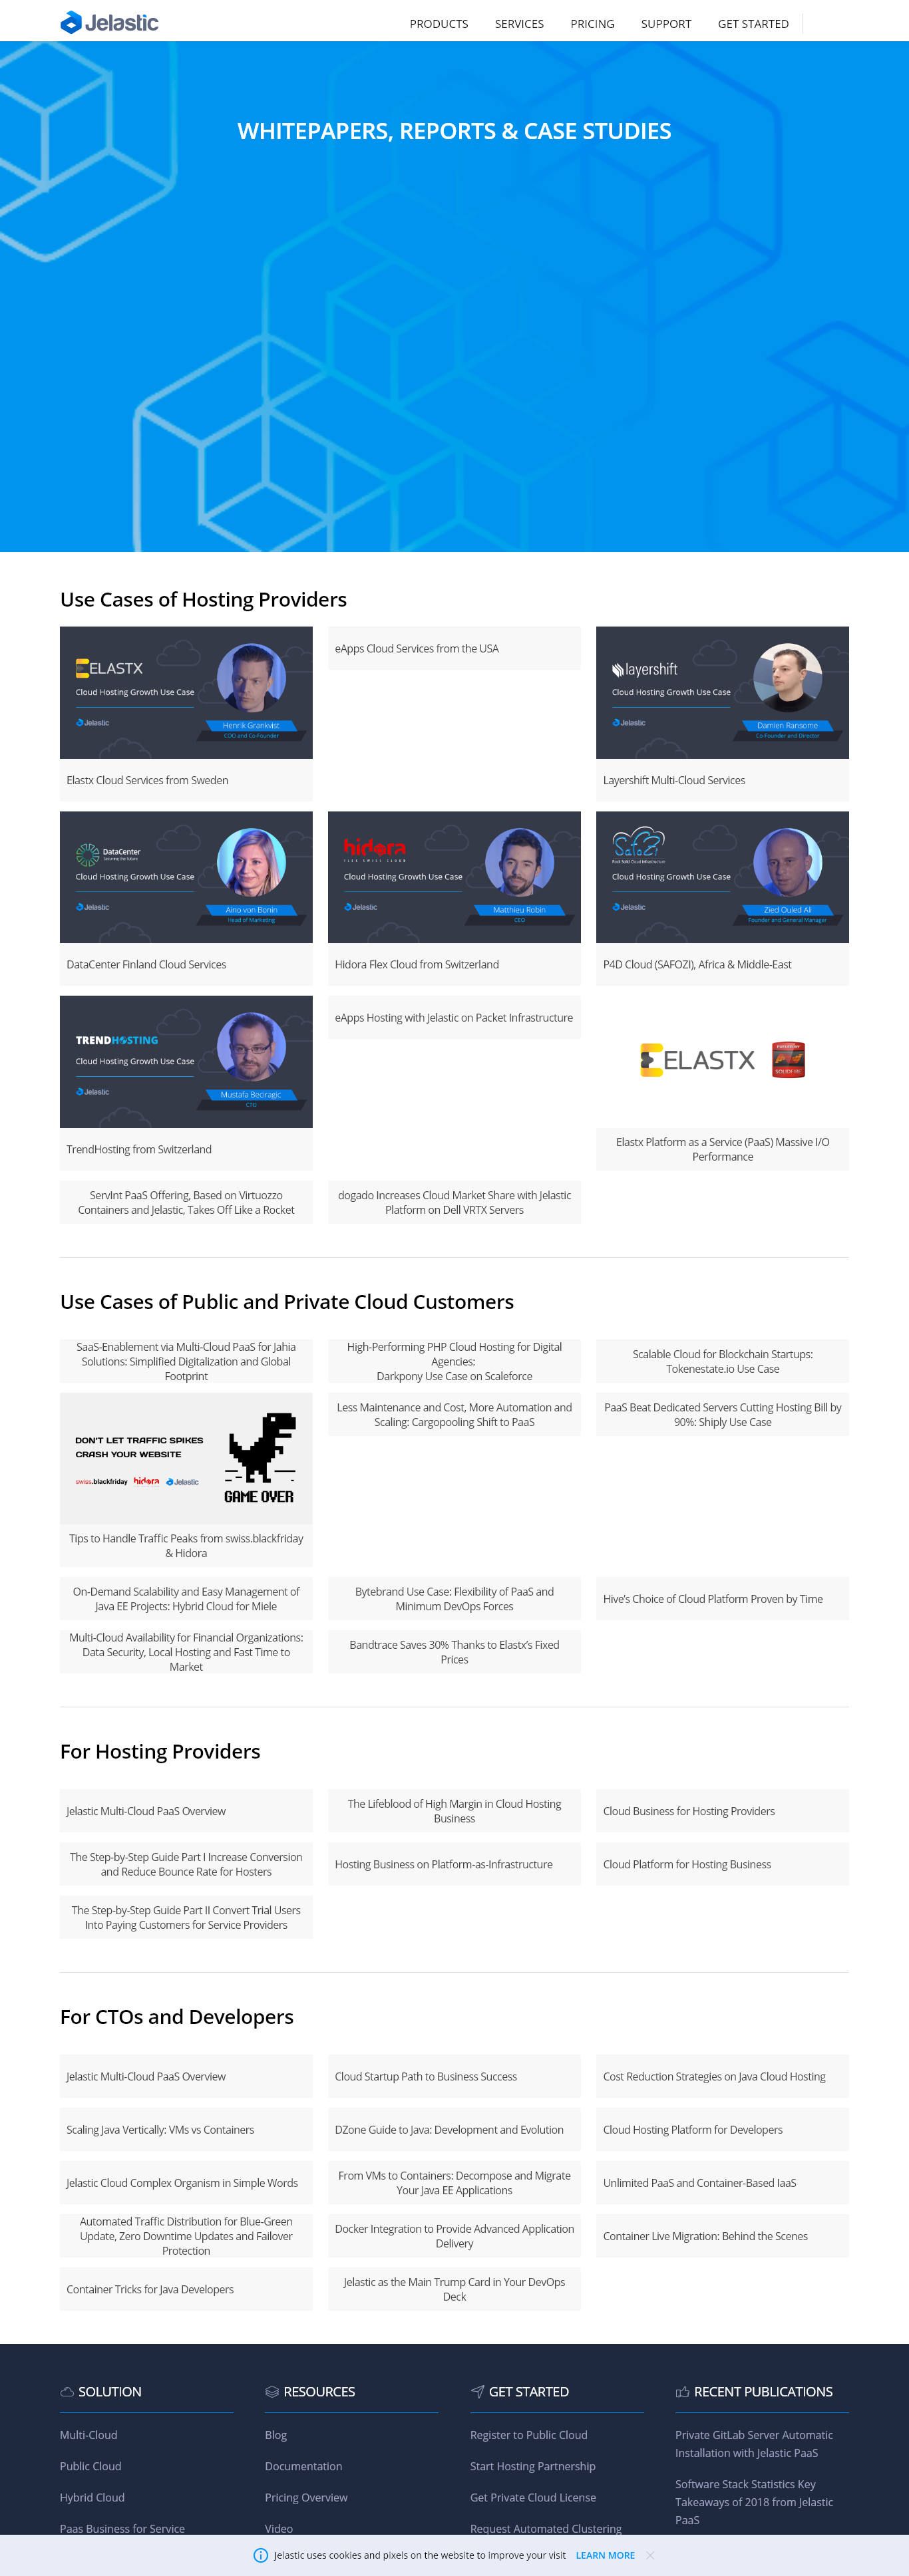 Jelastic
PRODUCTS SERVICES PRICING SUPPORT GET STARTED
WHITEPAPERS, REPORTS & CASE STUDIES
Use Cases of Hosting Providers
ELASTX
Cloud Hosting Growth Use Case
Jelastic
Henrik Grankvist
COO and Co-Founder
Elastx Cloud Services from Sweden
eApps Cloud Services from the USA
layershift
Cloud Hosting Growth Use Case
Jelastic
Damien Ransome
Co-Founder and Director
Layershift Multi-Cloud Services
DataCenter
Cloud Hosting Growth Use Case
Jelastic
Aino von Bonin
Head of Marketing
DataCenter Finland Cloud Services
hidora
Cloud Hosting Growth Use Case
Jelastic
Matthieu Robin
CEO
Hidora Flex Cloud from Switzerland
SafoZi
Cloud Hosting Growth Use Case
Jelastic
Zied Ouled Ali
Founder and General Manager
P4D Cloud (SAFOZI), Africa & Middle-East
TRENDHOSTING
Cloud Hosting Growth Use Case
Jelastic
Mustafa Beciragic
CTO
TrendHosting from Switzerland
eApps Hosting with Jelastic on Packet Infrastructure
ELASTX
SOLIDFIRE
Elastx Platform as a Service (PaaS) Massive I/O
Performance
ServInt PaaS Offering, Based on Virtuozzo
Containers and Jelastic, Takes Off Like a Rocket
dogado Increases Cloud Market Share with Jelastic
Platform on Dell VRTX Servers
Use Cases of Public and Private Cloud Customers
SaaS-Enablement via Multi-Cloud PaaS for Jahia
Solutions: Simplified Digitalization and Global
Footprint
High-Performing PHP Cloud Hosting for Digital
Agencies:
Darkpony Use Case on Scaleforce
Scalable Cloud for Blockchain Startups:
Tokenestate.io Use Case
DON'T LET TRAFFIC SPIKES
CRASH YOUR WEBSITE
swiss.blackfriday hidora Jelastic
GAME OVER
Tips to Handle Traffic Peaks from swiss.blackfriday
& Hidora
Less Maintenance and Cost, More Automation and
Scaling: Cargopooling Shift to PaaS
PaaS Beat Dedicated Servers Cutting Hosting Bill by
90%: Shiply Use Case
On-Demand Scalability and Easy Management of
Java EE Projects: Hybrid Cloud for Miele
Bytebrand Use Case: Flexibility of PaaS and
Minimum DevOps Forces
Hive's Choice of Cloud Platform Proven by Time
Multi-Cloud Availability for Financial Organizations:
Data Security, Local Hosting and Fast Time to
Market
Bandtrace Saves 30% Thanks to Elastx's Fixed
Prices
For Hosting Providers
Jelastic Multi-Cloud PaaS Overview
The Lifeblood of High Margin in Cloud Hosting
Business
Cloud Business for Hosting Providers
The Step-by-Step Guide Part I Increase Conversion
and Reduce Bounce Rate for Hosters
Hosting Business on Platform-as-Infrastructure
Cloud Platform for Hosting Business
The Step-by-Step Guide Part II Convert Trial Users
Into Paying Customers for Service Providers
For CTOs and Developers
Jelastic Multi-Cloud PaaS Overview
Cloud Startup Path to Business Success
Cost Reduction Strategies on Java Cloud Hosting
Scaling Java Vertically: VMs vs Containers
DZone Guide to Java: Development and Evolution
Cloud Hosting Platform for Developers
Jelastic Cloud Complex Organism in Simple Words
From VMs to Containers: Decompose and Migrate
Your Java EE Applications
Unlimited PaaS and Container-Based IaaS
Automated Traffic Distribution for Blue-Green
Update, Zero Downtime Updates and Failover
Protection
Docker Integration to Provide Advanced Application
Delivery
Container Live Migration: Behind the Scenes
Container Tricks for Java Developers
Jelastic as the Main Trump Card in Your DevOps
Deck
SOLUTION
Multi-Cloud
Public Cloud
Hybrid Cloud
Paas Business for Service
RESOURCES
Blog
Documentation
Pricing Overview
Video
GET STARTED
Register to Public Cloud
Start Hosting Partnership
Get Private Cloud License
Request Automated Clustering
RECENT PUBLICATIONS
Private GitLab Server Automatic
Installation with Jelastic PaaS
Software Stack Statistics Key
Takeaways of 2018 from Jelastic
PaaS
Jelastic uses cookies and pixels on the website to improve your visit LEARN MORE